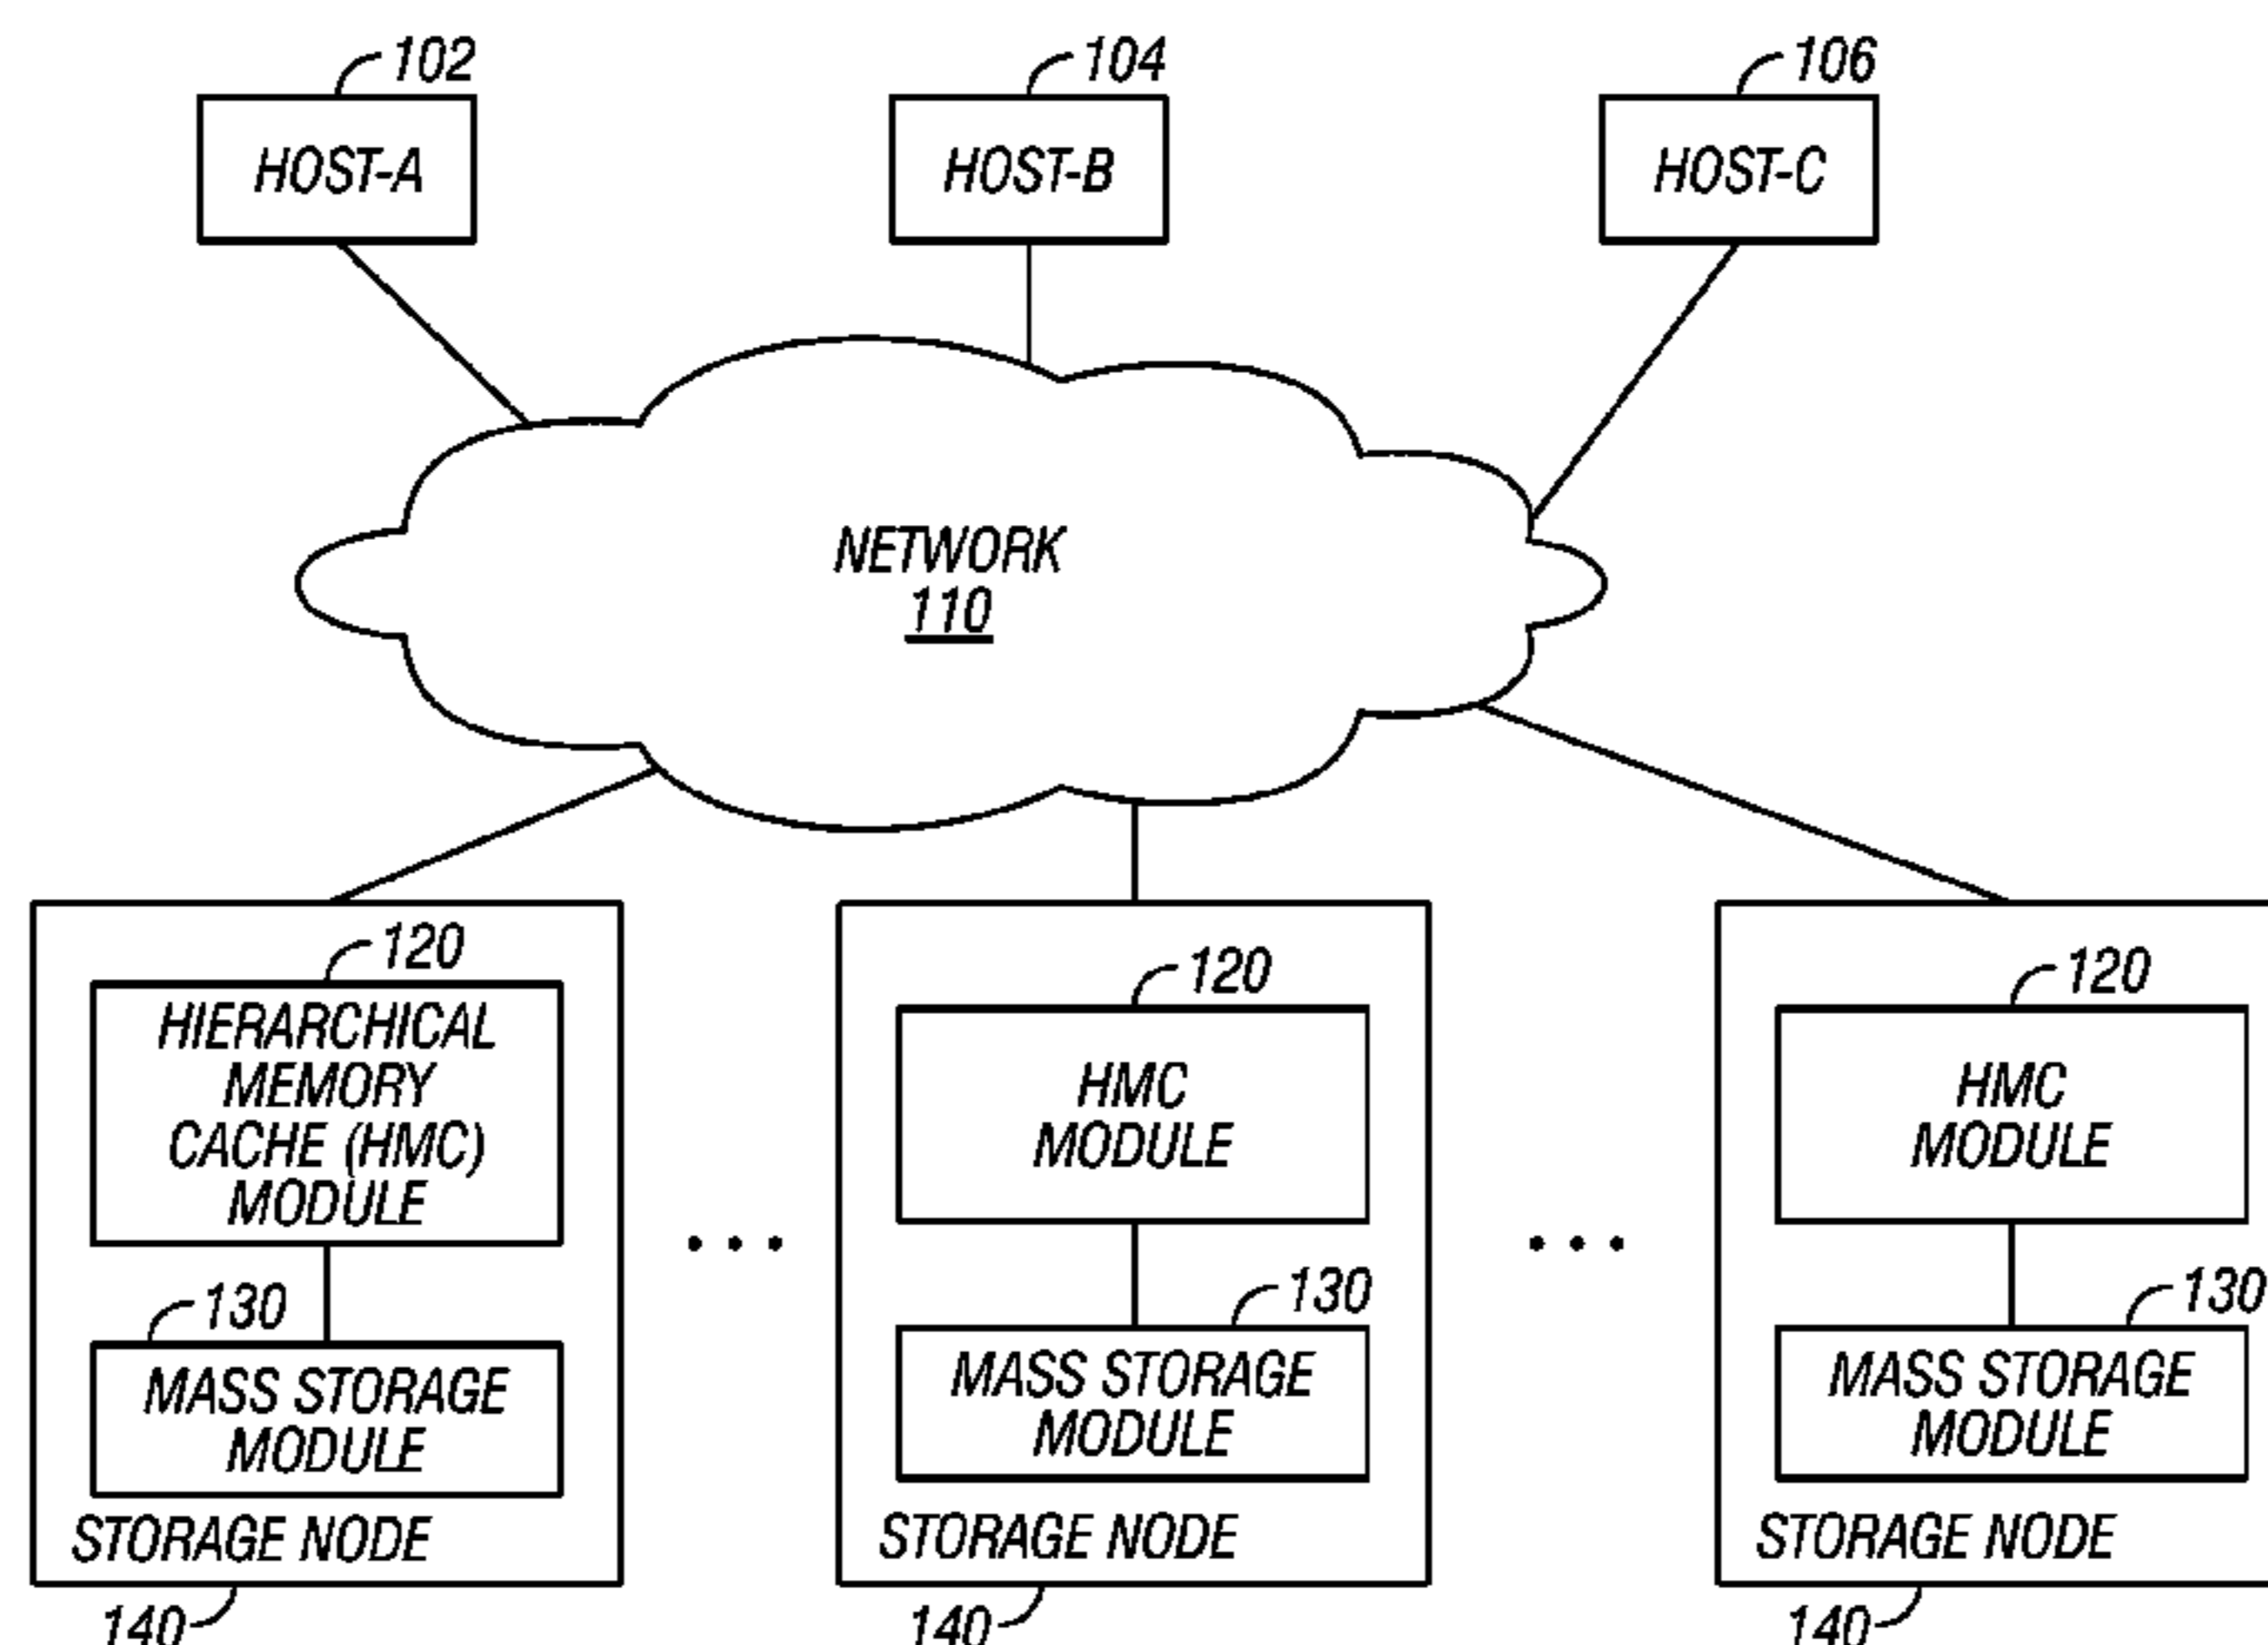 102
104
106
HOST-A
HOST-B
HOST-C
NETWORK
110
120
HIERARCHICAL
MEMORY
CACHE (HMC)
MODULE
130
MASS STORAGE
MODULE
STORAGE NODE
140
120
HMC
MODULE
130
MASS STORAGE
MODULE
STORAGE NODE
140
120
HMC
MODULE
130
MASS STORAGE
MODULE
STORAGE NODE
140